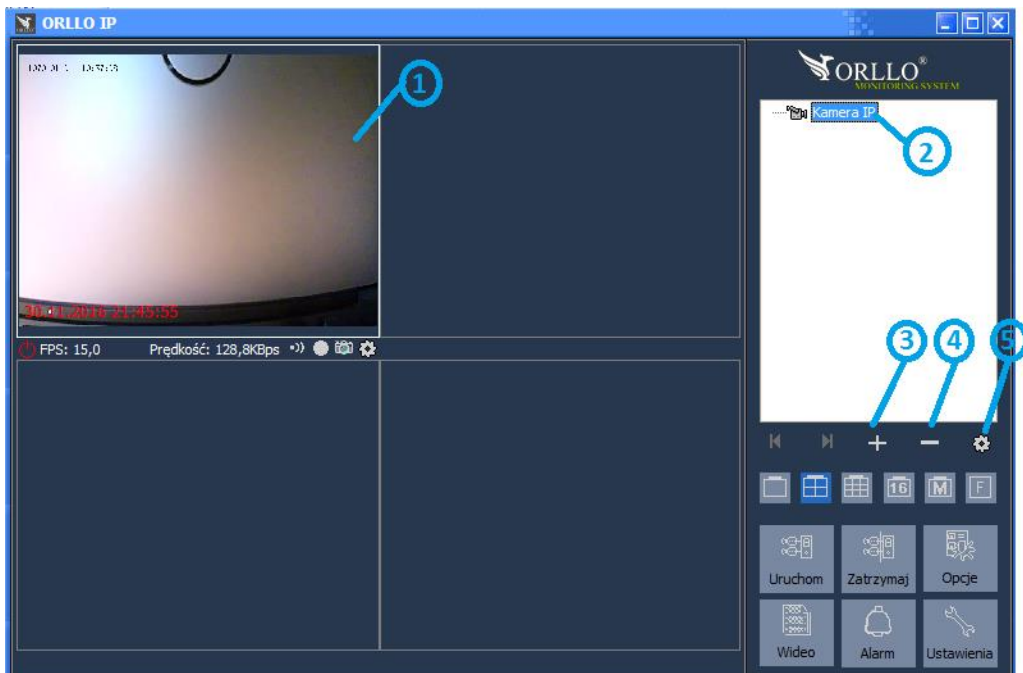 ORLLO IP
1
30.11.2016 21:45:55
FPS: 15,0
Prędkość: 128,8KBps
ORLLO®
MONITORING SYSTEM
Kamera IP
2
3
4
5
16
M
F
Uruchom
Zatrzymaj
Opcje
Wideo
Alarm
Ustawienia